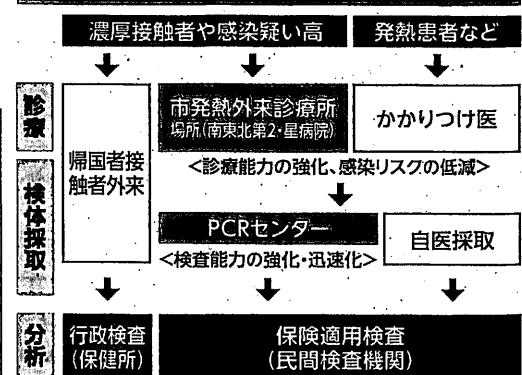 濃厚接触者や感染疑い高
発熱患者など
診療
帰国者接
触者外来
市発熱外来診療所
場所(南東北第2・星病院)
かかりつけ医
<診療能力の強化、感染リスクの低減>
検体採取
PCRセンター
<検査能力の強化・迅速化>
自医採取
分析
行政検査
(保健所)
保険適用検査
(民間検査機関)